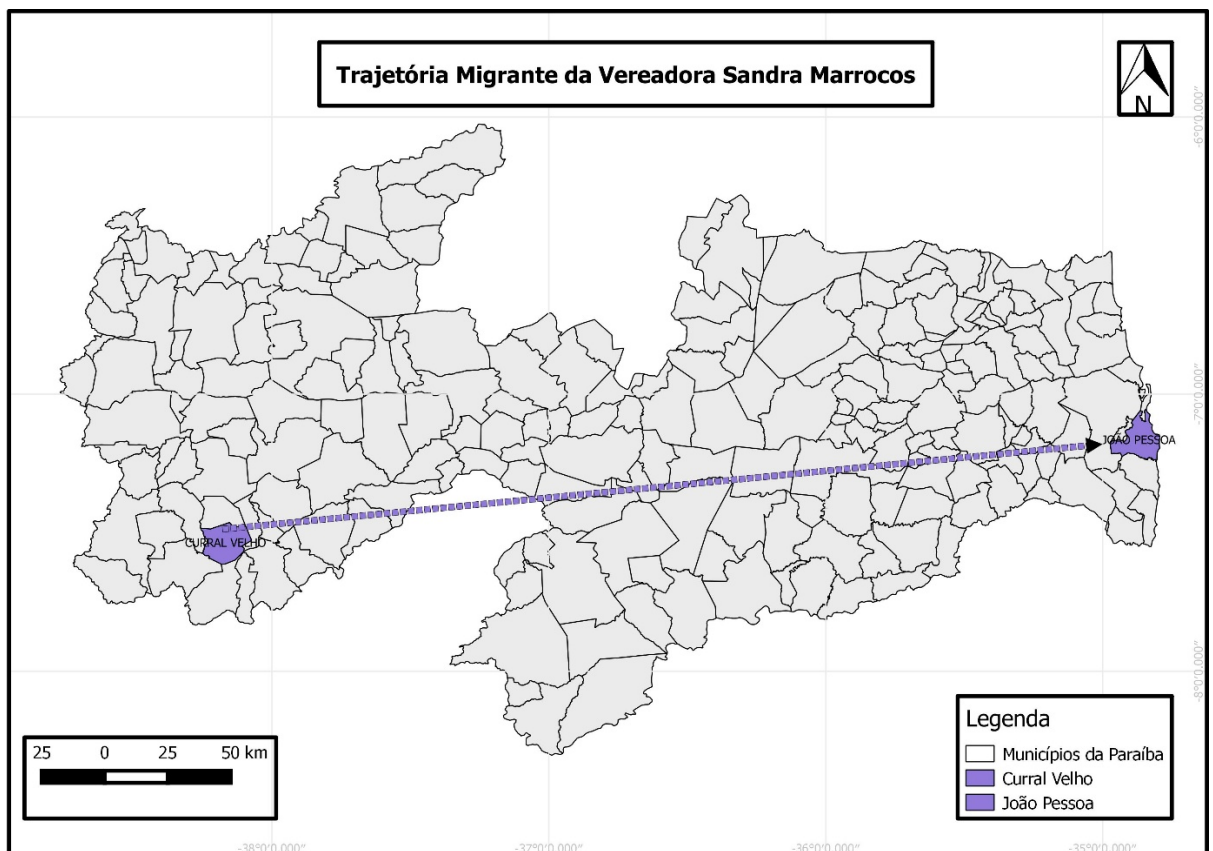 Trajetória Migrante da Vereadora Sandra Marrocos
N
-6°0'0.000"
-7°0'0.000"
JOÃO PESSOA
CURRAL VELHO
-8°0'0.000"
Legenda
Municípios da Paraíba
Curral Velho
João Pessoa
25 0 25 50 km
-38°0'0.000" -37°0'0.000" -36°0'0.000" -35°0'0.000"